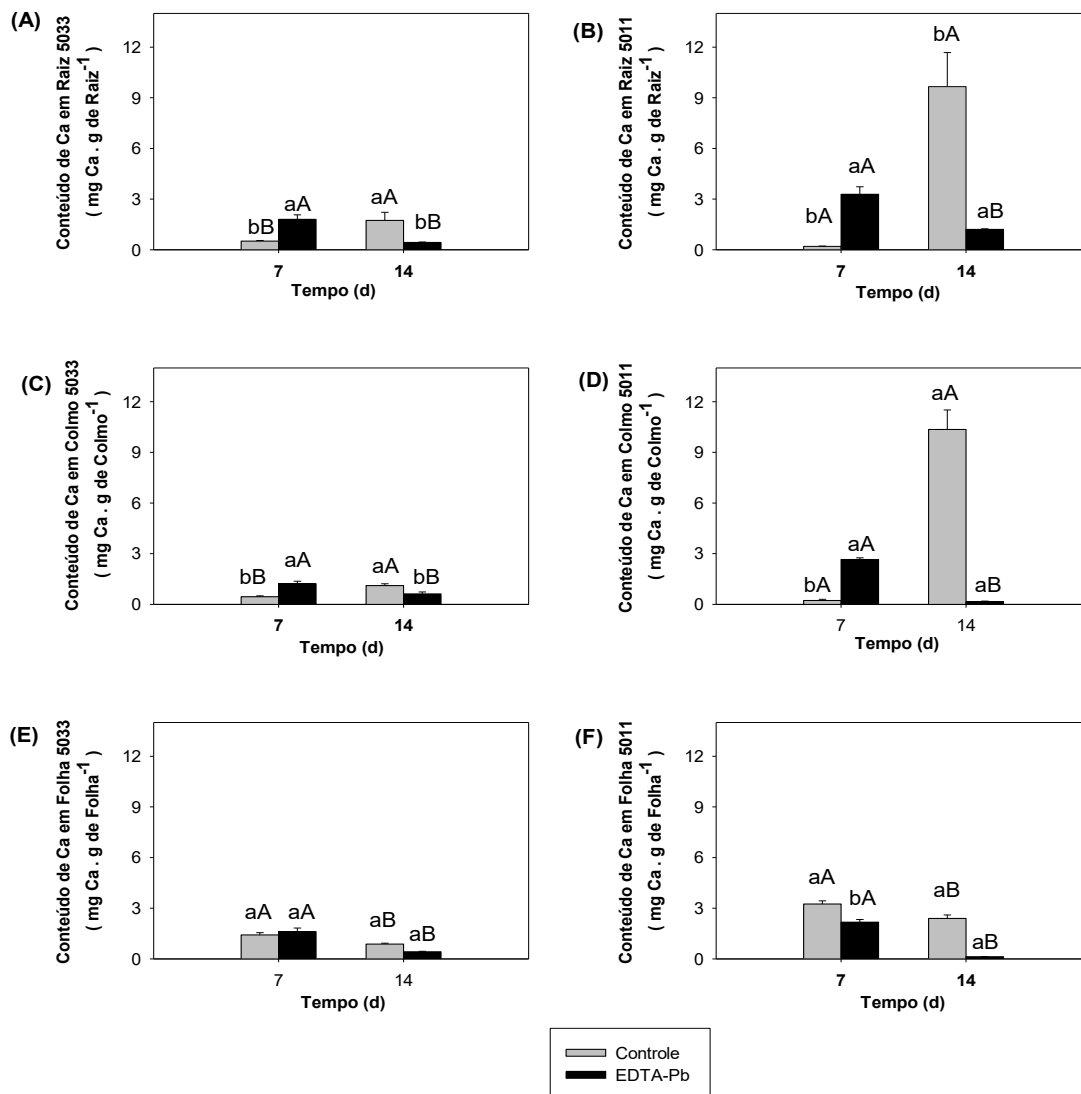 (A)
Conteúdo de Ca em Raiz 5033
( mg Ca . g de Raiz-1 )
12
9
6
3
0
bB
aA
aA
bB
7
14
Tempo (d)
(B)
Conteúdo de Ca em Raiz 5011
( mg Ca . g de Raiz-1 )
12
9
6
3
0
bA
aA
bA
aB
7
14
Tempo (d)
(C)
Conteúdo de Ca em Colmo 5033
( mg Ca . g de Colmo-1 )
12
9
6
3
0
bB
aA
aA
bB
7
14
Tempo (d)
(D)
Conteúdo de Ca em Colmo 5011
( mg Ca . g de Colmo-1 )
12
9
6
3
0
bA
aA
aA
aB
7
14
Tempo (d)
(E)
Conteúdo de Ca em Folha 5033
( mg Ca . g de Folha-1 )
12
9
6
3
0
aA
aA
aB
aB
7
14
Tempo (d)
(F)
Conteúdo de Ca em Folha 5011
( mg Ca . g de Folha-1 )
12
9
6
3
0
aA
bA
aB
aB
7
14
Tempo (d)
Controle
EDTA-Pb